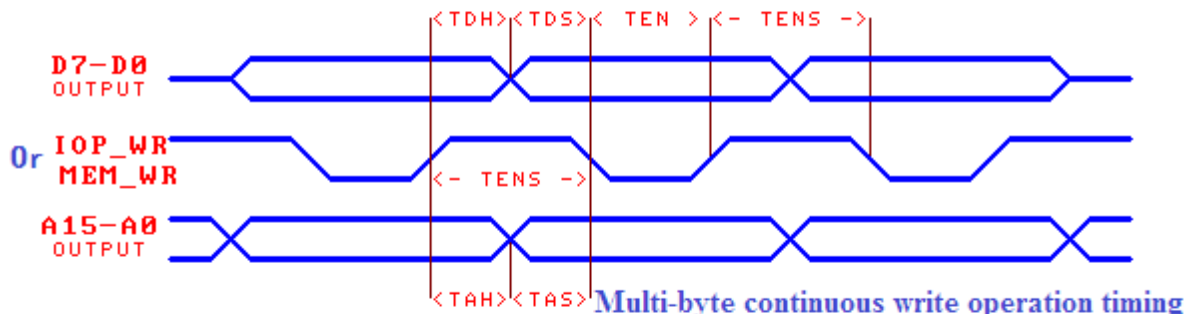 <TDH><TDS>< TEN ><- TENS ->
D7-D0
OUTPUT
Or IOP_WR
MEM_WR
<- TENS ->
A15-A0
OUTPUT
<TAH><TAS>
Multi-byte continuous write operation timing